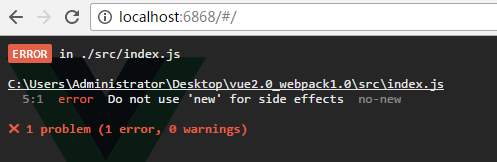 localhost:6868/#/
ERROR in ./src/index.js
C:\Users\Administrator\Desktop\vue2.0_webpack1.0\src\index.js
5:1 error Do not use 'new' for side effects no-new
✕ 1 problem (1 error, 0 warnings)